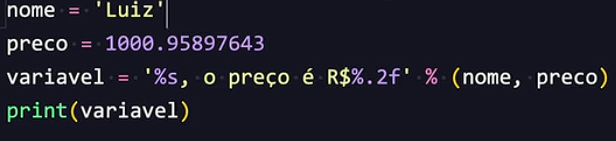 nome = 'Luiz'
preco = 1000.95897643
variavel = '%s, o preço é R$%.2f' % (nome, preco)
print(variavel)